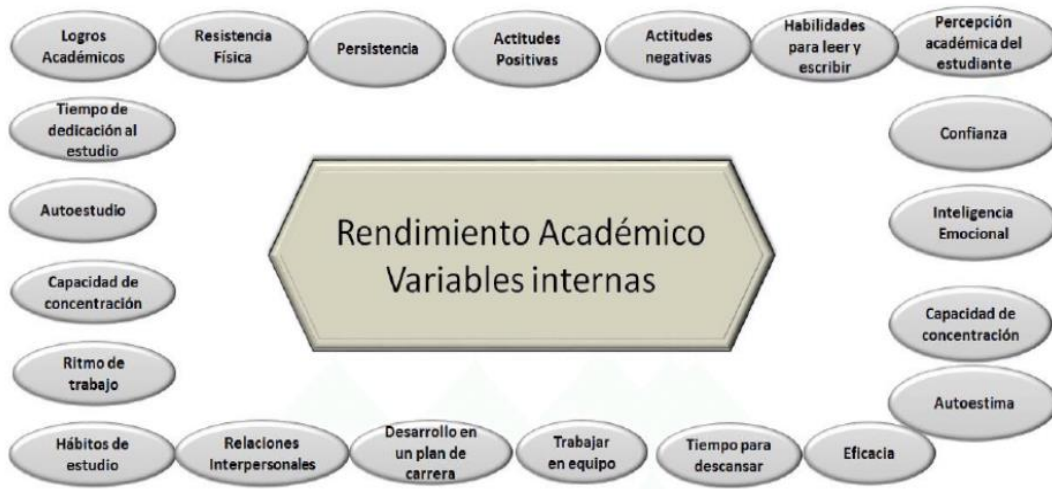 Logros
Académicos
Resistencia
Física
Persistencia
Actitudes
Positivas
Actitudes
negativas
Habilidades
para leer y
escribir
Percepción
académica del
estudiante
Tiempo de
dedicación al
estudio
Confianza
Autoestudio
Inteligencia
Emocional
Rendimiento Académico
Variables internas
Capacidad de
concentración
Capacidad de
concentración
Ritmo de
trabajo
Autoestima
Hábitos de
estudio
Relaciones
Interpersonales
Desarrollo en
un plan de
carrera
Trabajar
en equipo
Tiempo para
descansar
Eficacia